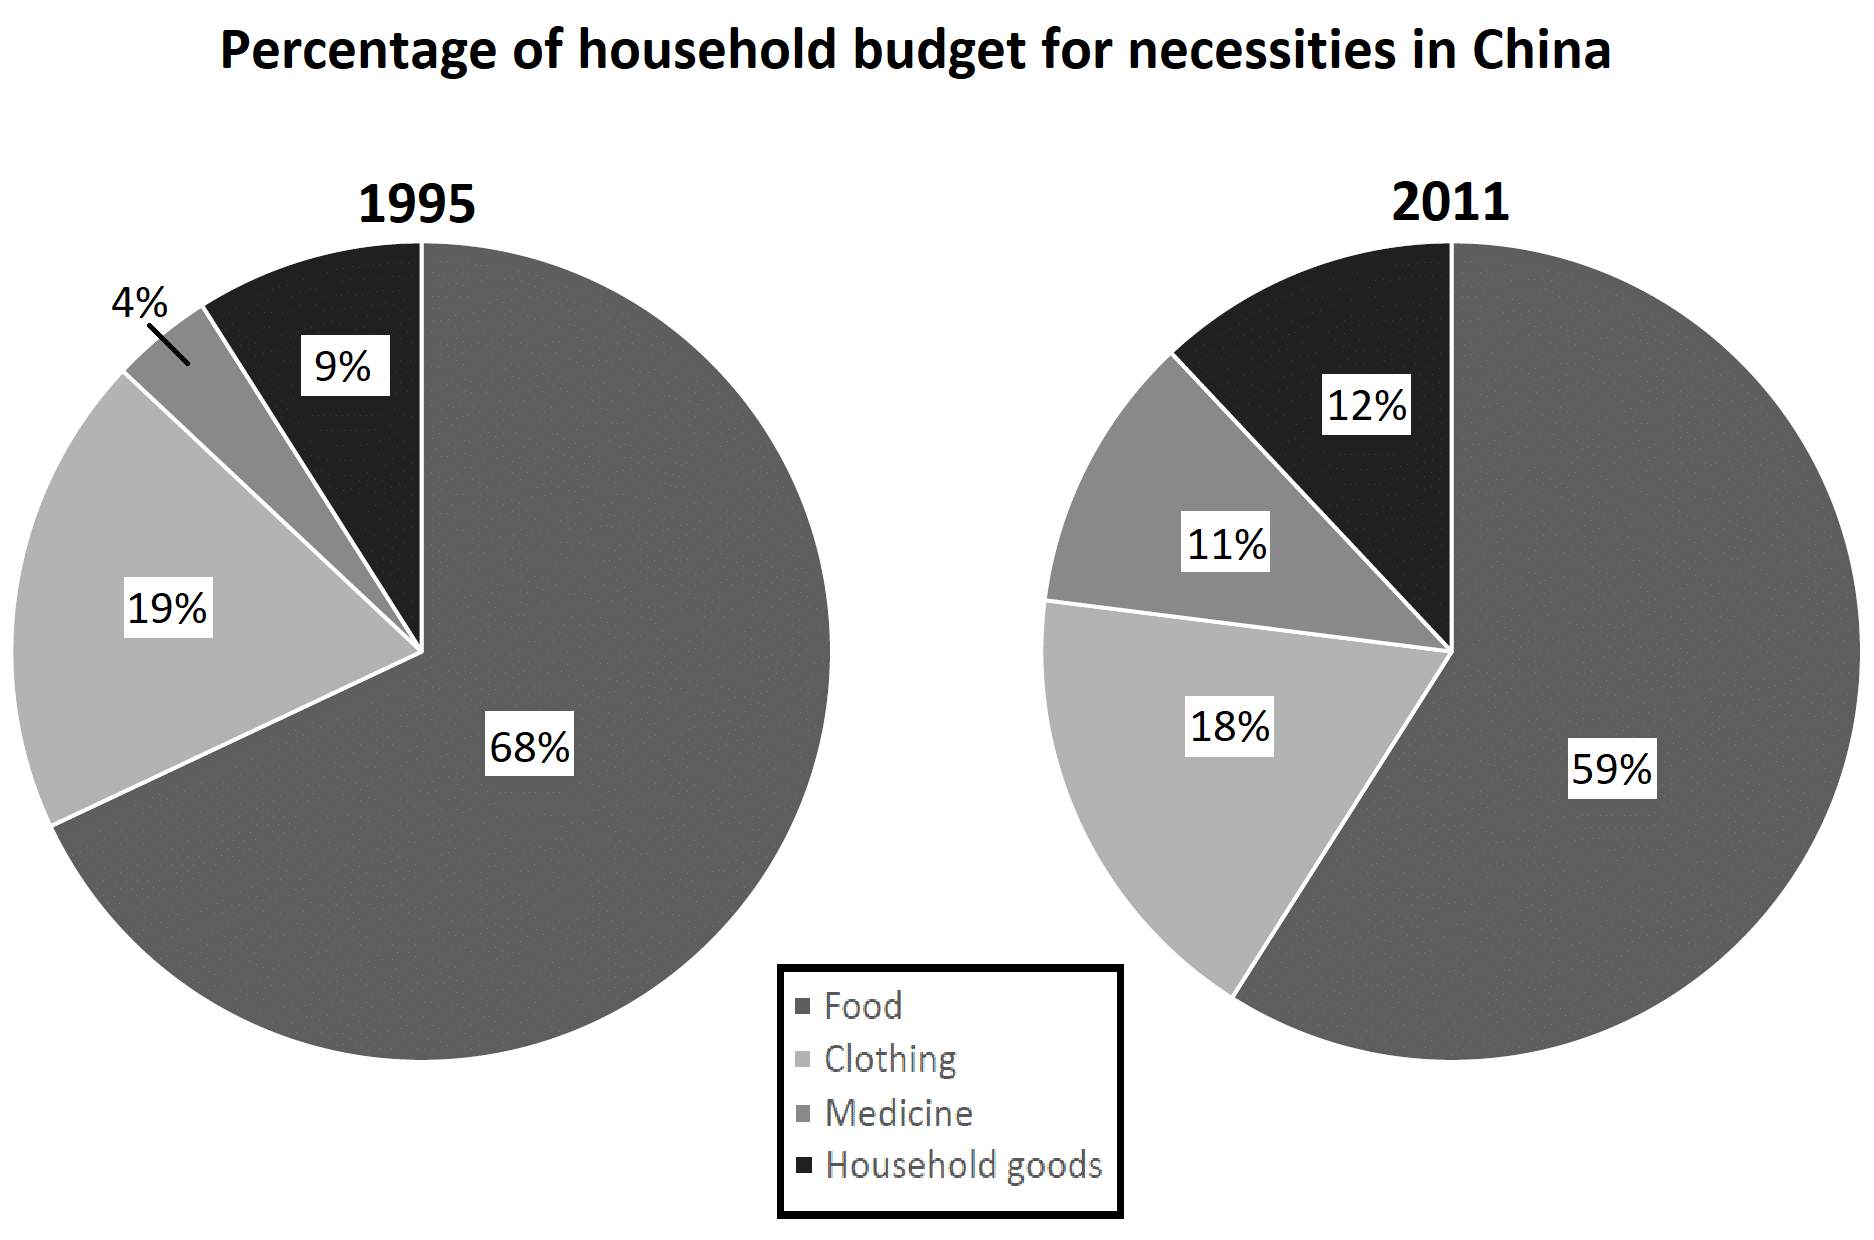 Percentage of household budget for necessities in China
1995
4%
9%
19%
68%
2011
12%
11%
18%
59%
Food
Clothing
Medicine
Household goods